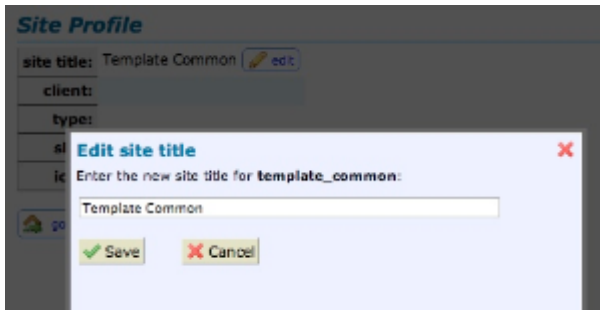 Site Profile
site title: Template Common edit
client:
type:
Edit site title
Enter the new site title for template_common:
Template Common
Save Cancel